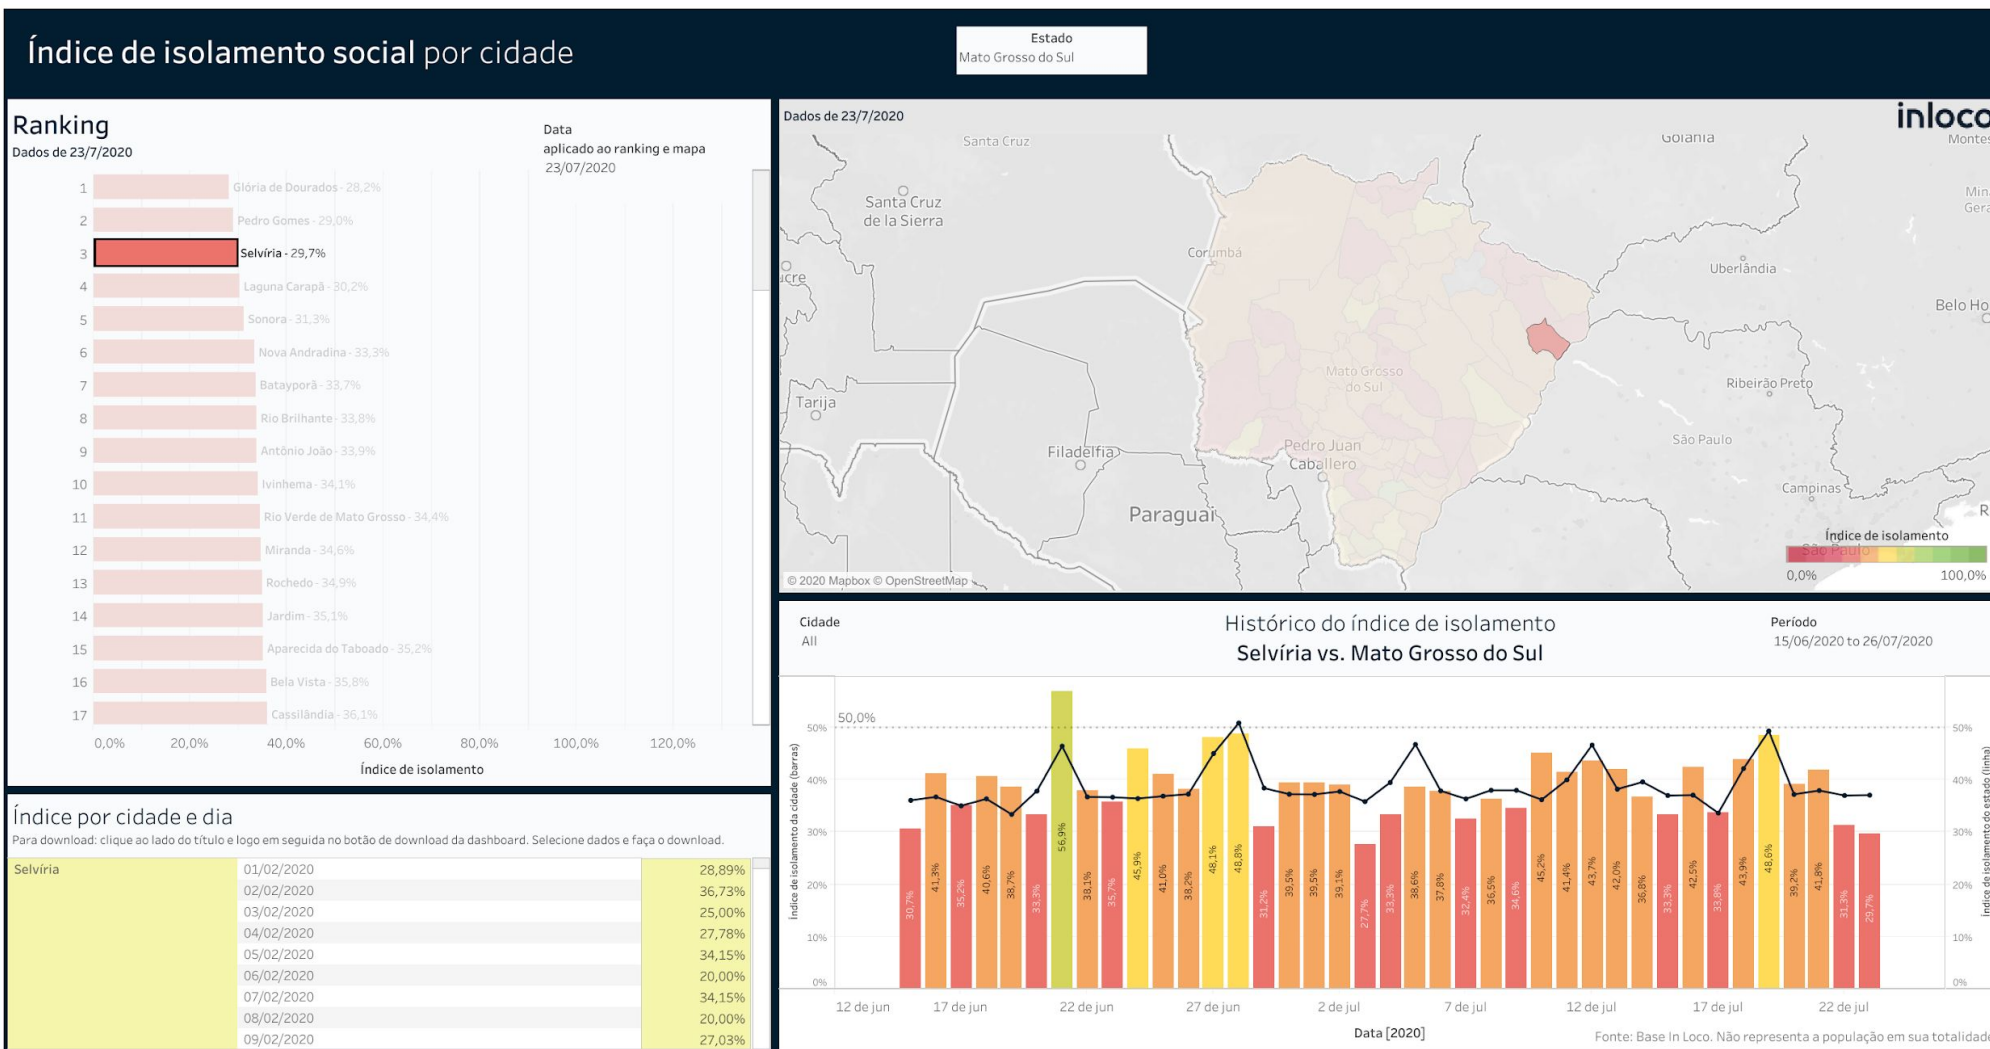 Índice de isolamento social por cidade
Estado
Mato Grosso do Sul
Ranking
Dados de 23/7/2020
Data
aplicado ao ranking e mapa
23/07/2020
1 Glória de Dourados - 28,2%
2 Pedro Gomes - 29,0%
3 Selvíria - 29,7%
4 Laguna Carapã - 30,2%
5 Sonora - 31,3%
6 Nova Andradina - 33,3%
7 Batayporã - 33,7%
8 Rio Brilhante - 33,8%
9 Antônio João - 33,9%
10 Ivinhema - 34,1%
11 Rio Verde de Mato Grosso - 34,4%
12 Miranda - 34,6%
13 Rochedo - 34,9%
14 Jardim - 35,1%
15 Aparecida do Taboado - 35,2%
16 Bela Vista - 35,8%
17 Cassilândia - 36,1%
0,0% 20,0% 40,0% 60,0% 80,0% 100,0% 120,0%
Índice de isolamento
Índice por cidade e dia
Para download: clique ao lado do título e logo em seguida no botão de download da dashboard. Selecione dados e faça o download.
Selvíria 01/02/2020 28,89%
02/02/2020 36,73%
03/02/2020 25,00%
04/02/2020 27,78%
05/02/2020 34,15%
06/02/2020 20,00%
07/02/2020 34,15%
08/02/2020 20,00%
09/02/2020 27,03%
Dados de 23/7/2020
inloco
Santa Cruz
Goiânia
Montes
Santa Cruz
de la Sierra
Min
Gera
Corumbá
Uberlândia
ucre
Belo Ho
Mato Grosso
do Sul
Ribeirão Preto
Tarija
São Paulo
Filadélfia
Pedro Juan
Caballero
Campinas
Paraguai
R
Índice de isolamento
São Paulo
0,0% 100,0%
© 2020 Mapbox © OpenStreetMap
Cidade
All
Histórico do índice de isolamento
Selvíria vs. Mato Grosso do Sul
Período
15/06/2020 to 26/07/2020
50,0%
Índice de isolamento da cidade (barras)
50%
40%
30%
20%
10%
0%
30,7% 41,3% 35,2% 40,6% 38,7% 33,3% 56,9% 38,1% 35,7% 45,9% 41,0% 38,2% 48,1% 48,8% 31,2% 39,5% 39,5% 39,1% 27,7% 33,3% 38,6% 37,8% 32,4% 36,5% 34,6% 45,2% 41,4% 43,7% 42,0% 36,8% 33,3% 42,5% 33,8% 43,9% 48,6% 39,2% 41,8% 31,3% 29,7%
50%
40%
30%
20%
10%
0%
Índice de isolamento do estado (linha)
12 de jun 17 de jun 22 de jun 27 de jun 2 de jul 7 de jul 12 de jul 17 de jul 22 de jul
Data [2020]
Fonte: Base In Loco. Não representa a população em sua totalidade